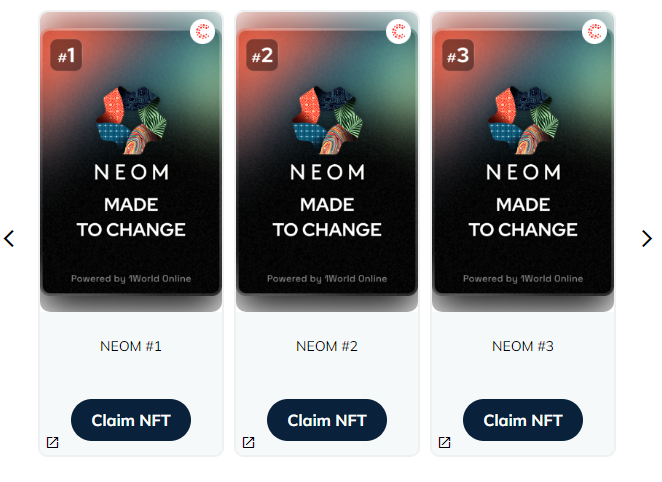 #1
NEOM
MADE
TO CHANGE
Powered by 1World Online
NEOM #1
Claim NFT
#2
NEOM
MADE
TO CHANGE
Powered by 1World Online
NEOM #2
Claim NFT
#3
NEOM
MADE
TO CHANGE
Powered by 1World Online
NEOM #3
Claim NFT